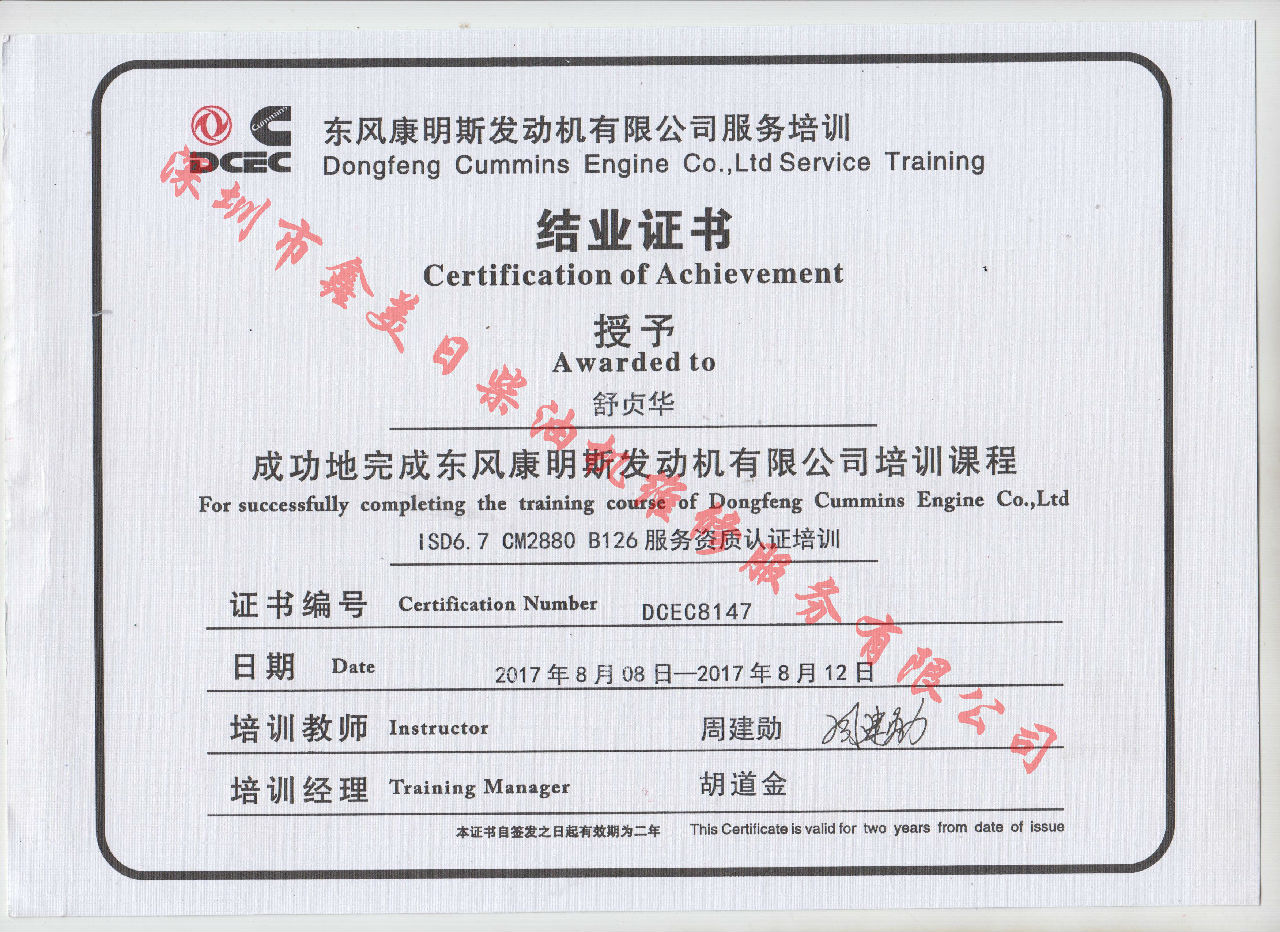 Cummins
DCEC
东风康明斯发动机有限公司服务培训
Dongfeng Cummins Engine Co.,Ltd Service Training
结业证书
Certification of Achievement
授予
Awarded to
舒贞华
成功地完成东风康明斯发动机有限公司培训课程
For successfully completing the training course of Dongfeng Cummins Engine Co.,Ltd
ISD6.7 CM2880 B126服务资质认证培训
证书编号 Certification Number DCEC8147
日期 Date 2017年8月08日—2017年8月12日
培训教师 Instructor 周建勋 周建勋
培训经理 Training Manager 胡道金
本证书自签发之日起有效期为二年 This Certificate is valid for two years from date of issue
深圳市鑫美日柴油机维修服务有限公司